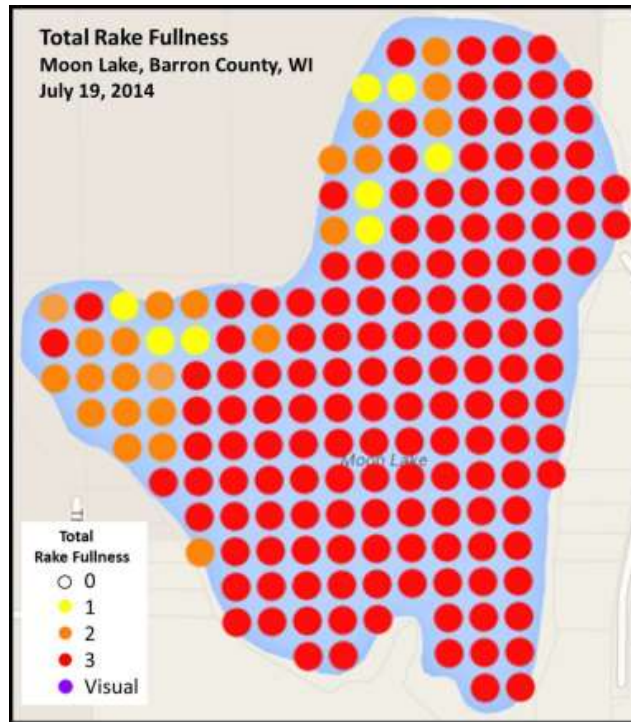 Total Rake Fullness
Moon Lake, Barron County, WI
July 19, 2014
Moon Lake
Total
Rake Fullness
0
1
2
3
Visual